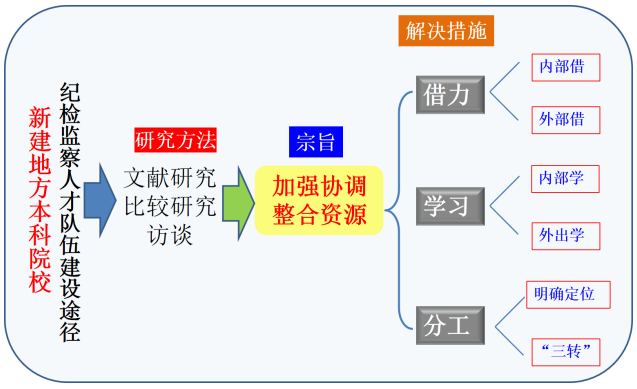 新建地方本科院校
纪检监察人才队伍建设途径
研究方法
文献研究
比较研究
访谈
宗旨
加强协调
整合资源
解决措施
借力
内部借
外部借
学习
内部学
外出学
分工
明确定位
“三转”